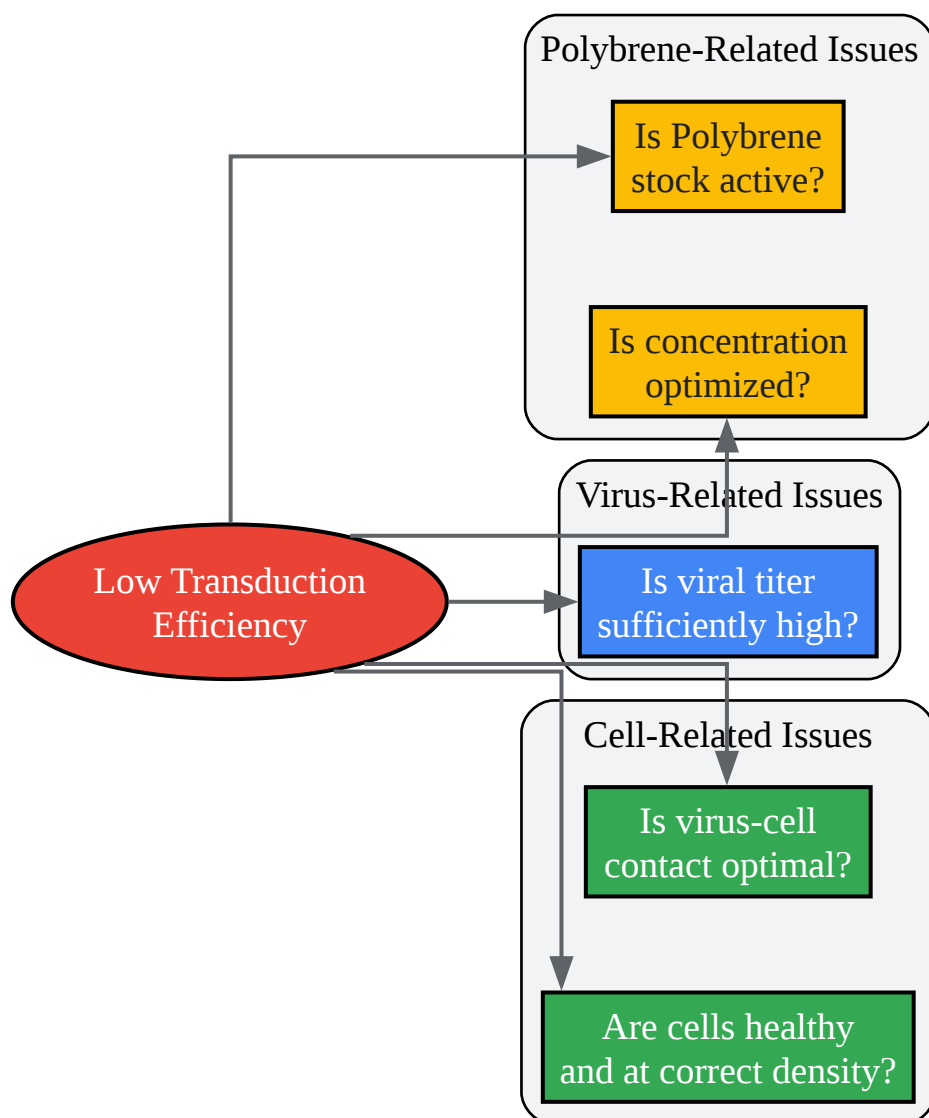 Polybrene-Related Issues
Is Polybrene
stock active?
Is concentration
optimized?
Virus-Related Issues
Low Transduction
Efficiency
Is viral titer
sufficiently high?
Cell-Related Issues
Is virus-cell
contact optimal?
Are cells healthy
and at correct density?